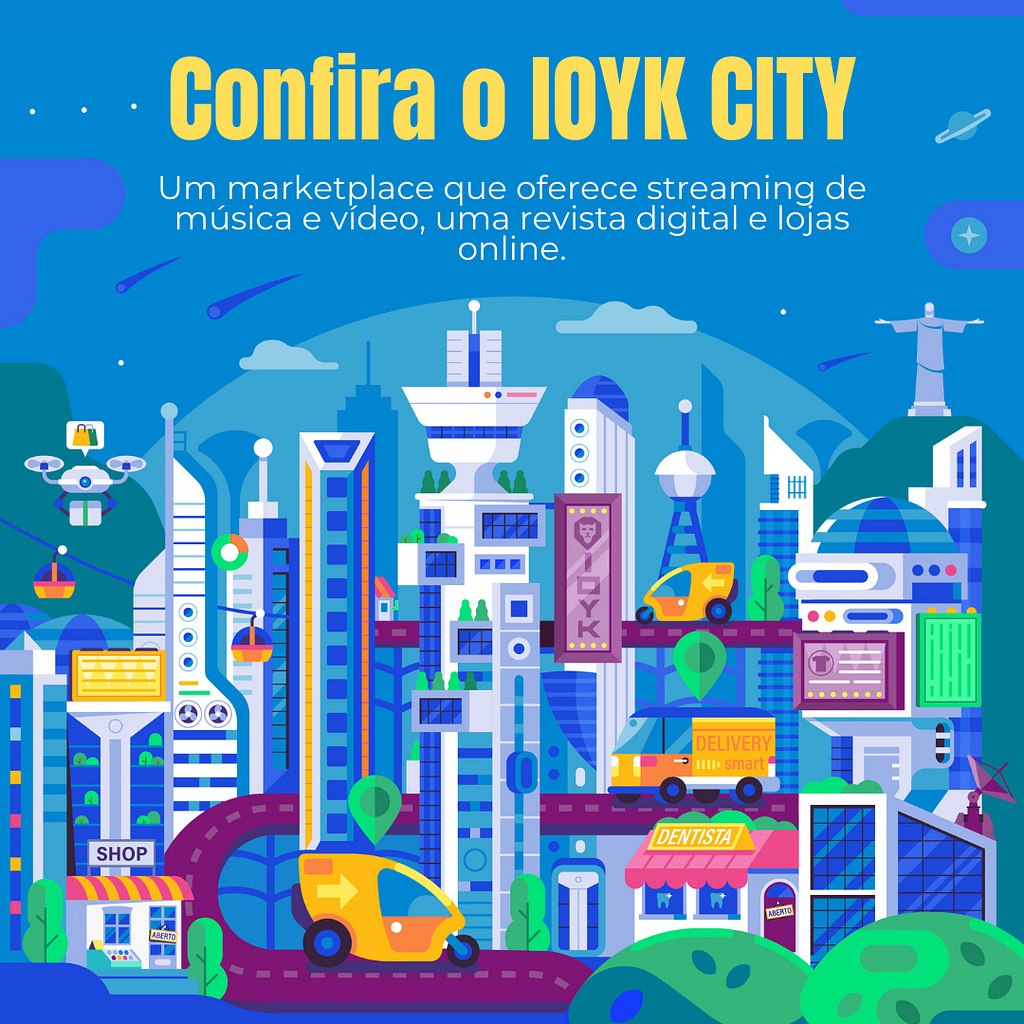 Confira o IOYK CITY
Um marketplace que oferece streaming de
música e vídeo, uma revista digital e lojas
online.
IOYK
DELIVERY
smart
DENTISTA
SHOP
ABERTO
ABERTO